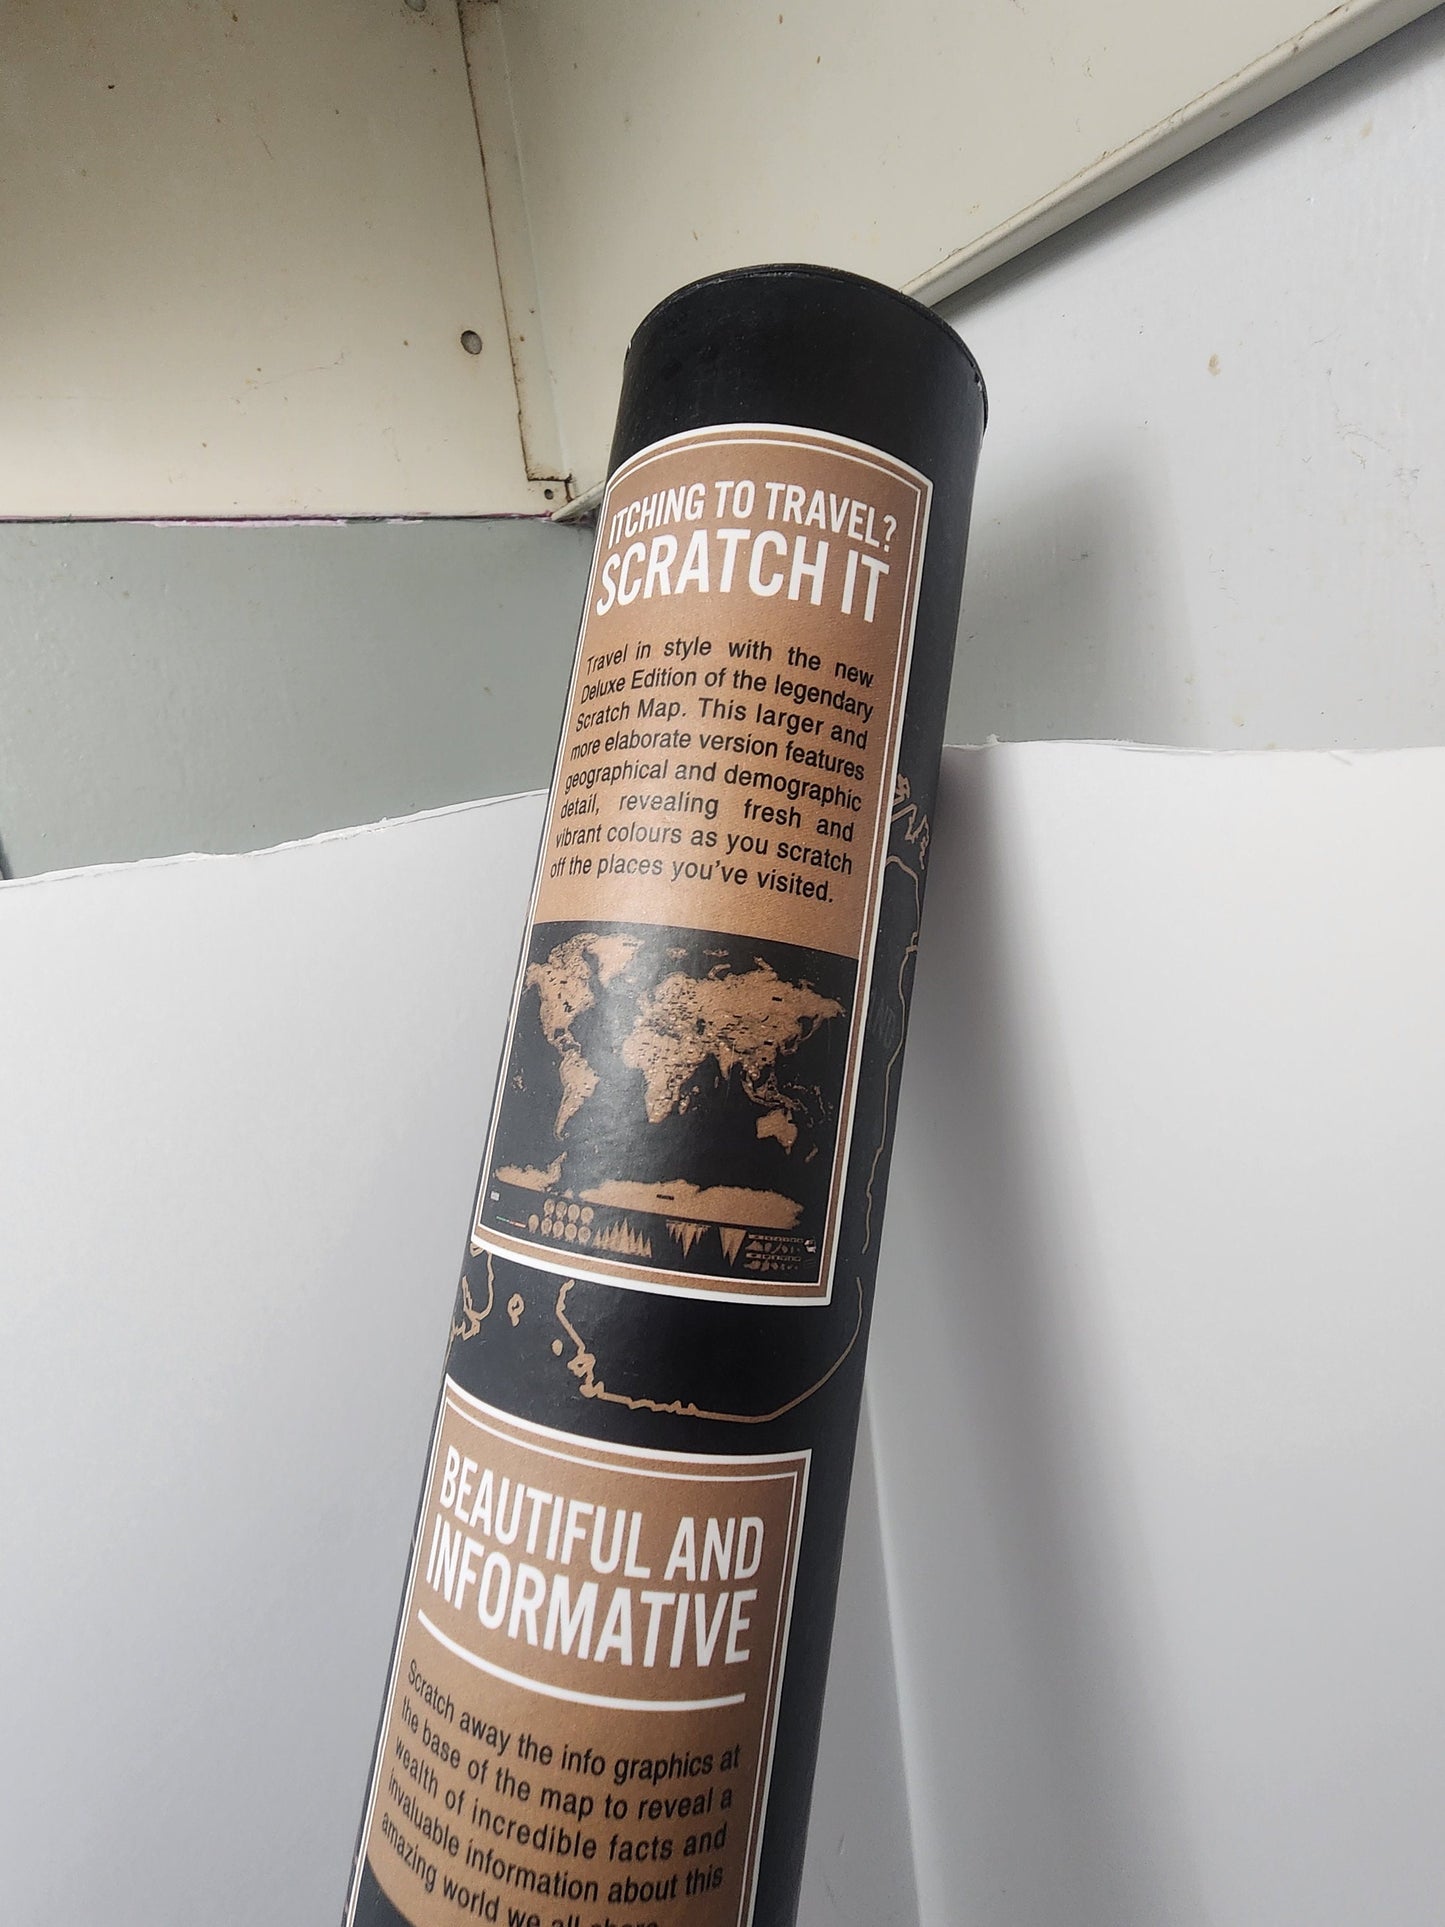 ITCHING TO TRAVEL?
SCRATCH IT
Travel in style with the new
Deluxe Edition of the legendary
Scratch Map. This larger and
more elaborate version features
geographical and demographic
detail, revealing fresh and
vibrant colours as you scratch
off the places you've visited.
BEAUTIFUL AND
INFORMATIVE
Scratch away the info graphics at
the base of the map to reveal a
wealth of incredible facts and
invaluable information about this
amazing world we all share